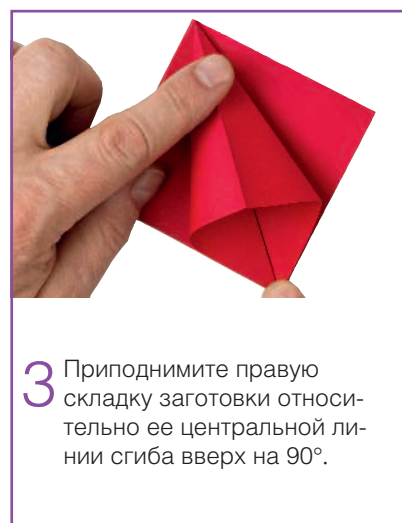 3 Приподнимите правую
складку заготовки относи-
тельно ее центральной ли-
нии сгиба вверх на 90°.